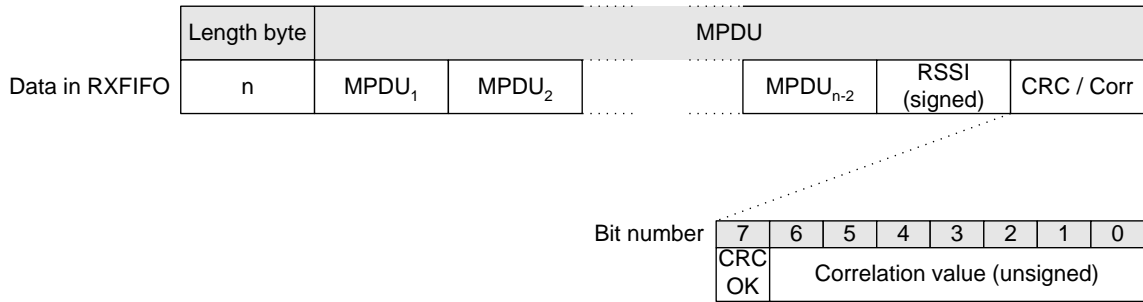 Length byte MPDU
Data in RXFIFO n MPDU1 MPDU2 MPDUn-2 RSSI (signed) CRC / Corr
Bit number 7 6 5 4 3 2 1 0
CRC OK Correlation value (unsigned)